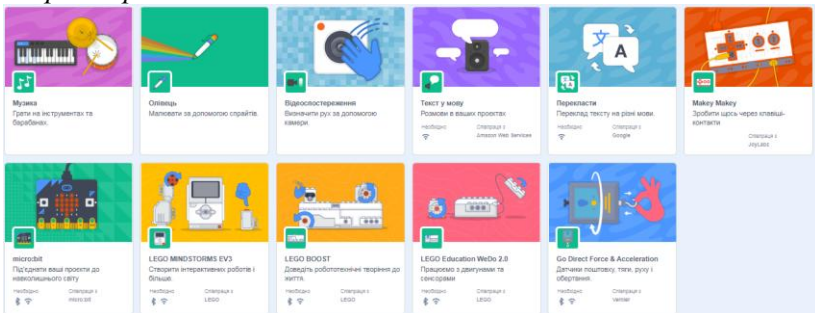 Музика
Грати на інструментах та
барабанах.
Олівець
Малювати за допомогою спрайтів
Відеоспостереження
Визначити рух за допомогою
камери.
Текст у мову
Розмови в ваших проектах
Необхідно
Співпраця з
Amazon Web Services
Перекласти
Переклад тексту на різні мови.
Необхідно
Співпраця з
Google
Makey Makey
Зробити щось через клавіші-
контакти
Співпраця з
JoyLabz
micro:bit
Під'єднати ваші проєкти до
навколишнього світу
Необхідно
Співпраця з
micro:bit
LEGO MINDSTORMS EV3
Створити інтерактивних роботів і
більше.
Необхідно
Співпраця з
LEGO
LEGO BOOST
Доведіть робототехнічні творіння до
життя.
Необхідно
Співпраця з
LEGO
LEGO Education WeDo 2.0
Працюємо з двигунами та
сенсорами
Необхідно
Співпраця з
LEGO
Go Direct Force & Acceleration
Датчики поштовху, тяги, руху і
обертання.
Необхідно
Співпраця з
Vernier